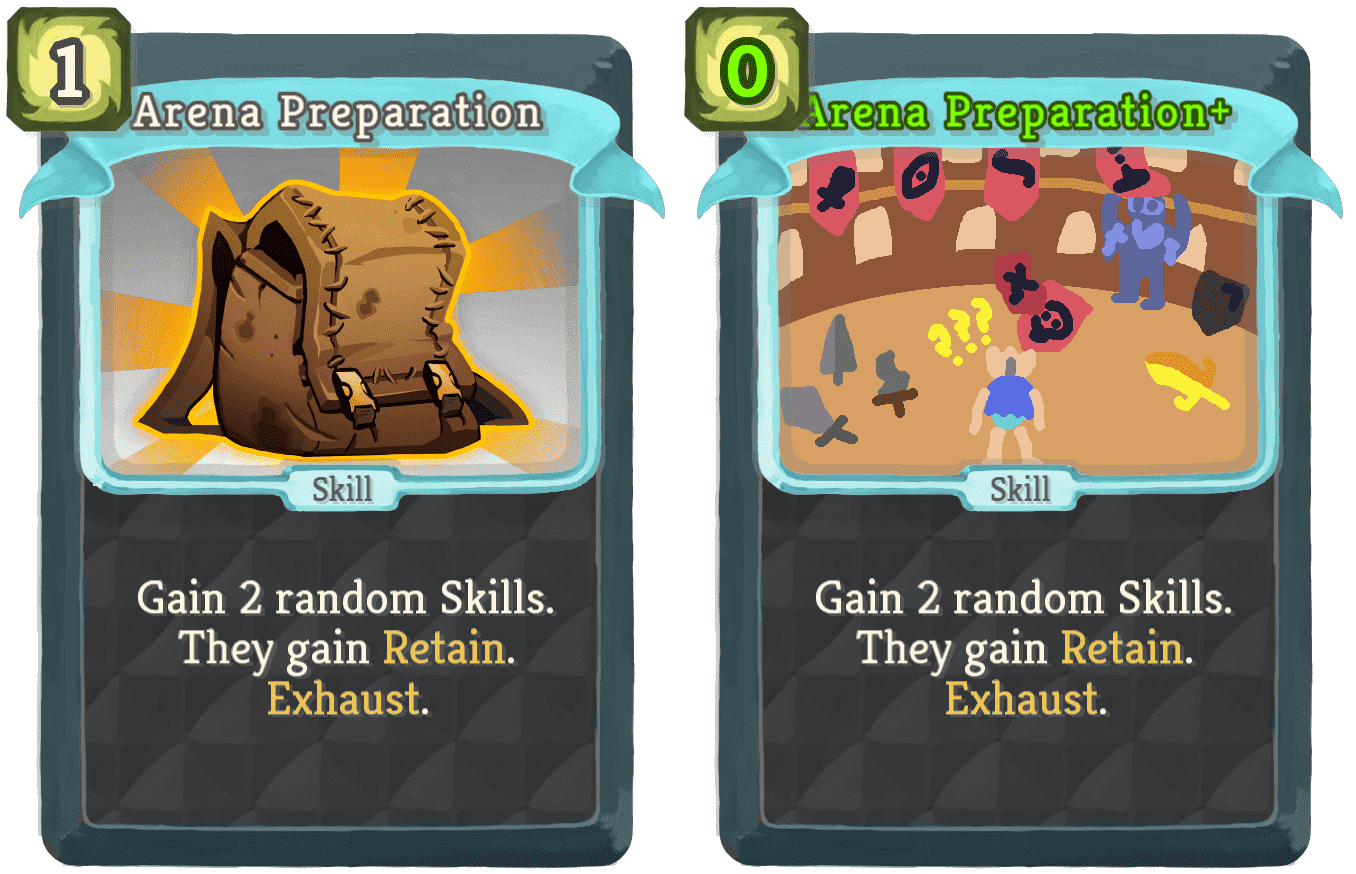 1
Arena Preparation
Skill
Gain 2 random Skills.
They gain Retain.
Exhaust.
0
Arena Preparation+
???
Skill
Gain 2 random Skills.
They gain Retain.
Exhaust.